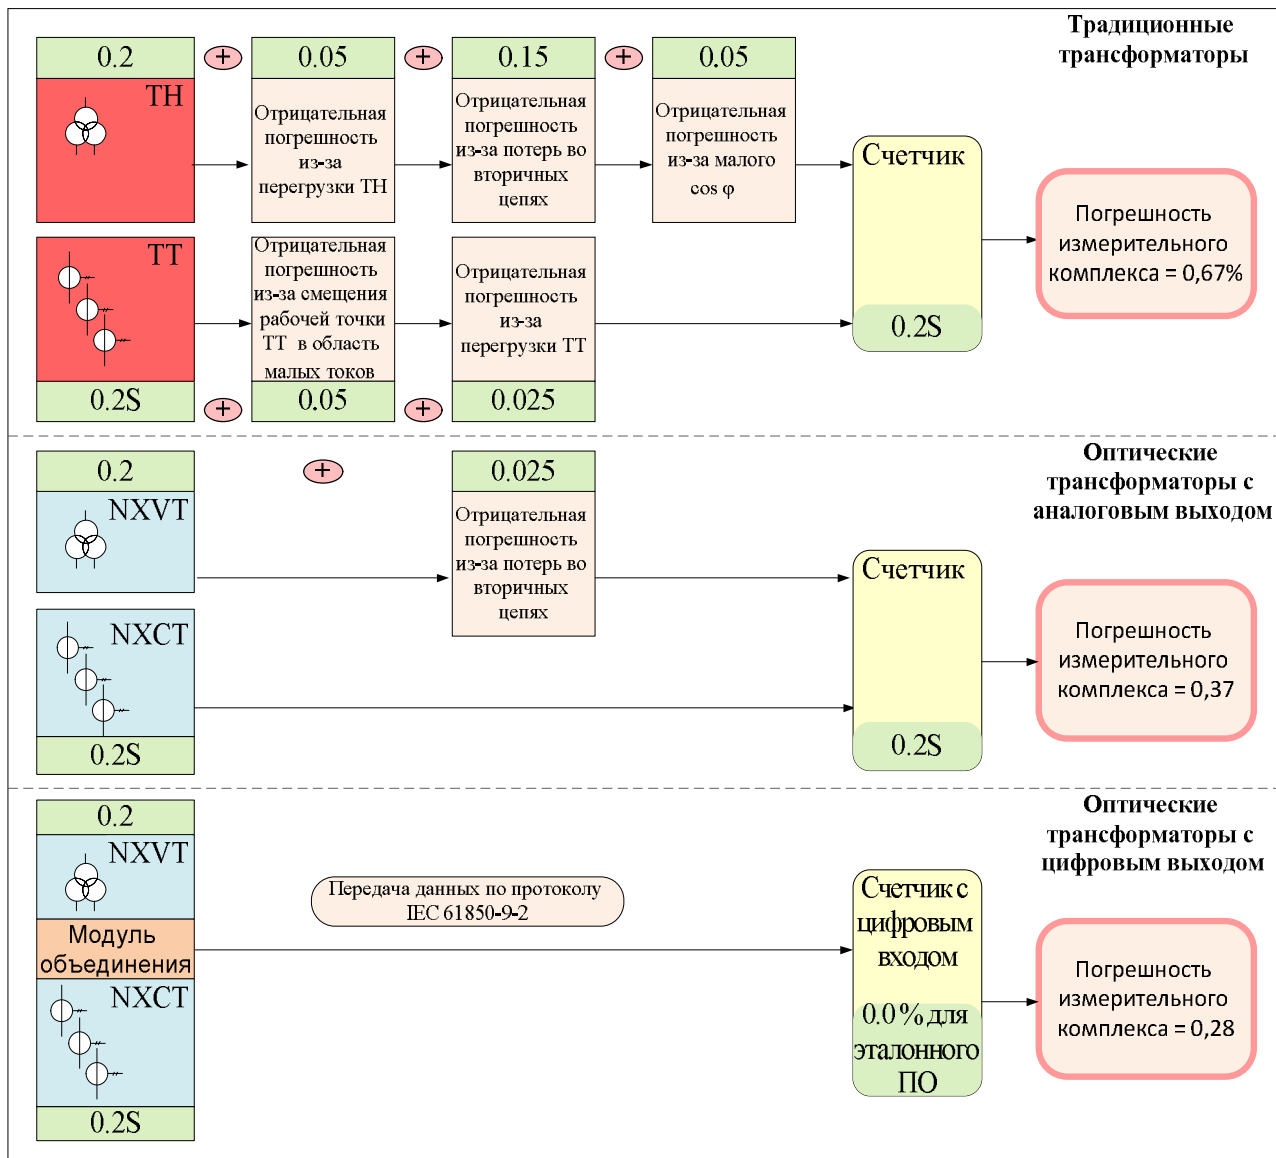 Традиционные
трансформаторы
0.2
+
0.05
+
0.15
+
0.05
ТН
Отрицательная
погрешность
из-за
перегрузки ТН
Отрицательная
погрешность
из-за потерь во
вторичных
цепях
Отрицательная
погрешность
из-за малого
cos φ
Счетчик
0.2S
Погрешность
измерительного
комплекса = 0,67%
ТТ
Отрицательная
погрешность
из-за смещения
рабочей точки
ТТ в область
малых токов
Отрицательная
погрешность
из-за
перегрузки ТТ
0.2S
+
0.05
+
0.025
Оптические
трансформаторы с
аналоговым выходом
0.2
+
0.025
NXVT
Отрицательная
погрешность
из-за потерь во
вторичных
цепях
Счетчик
0.2S
Погрешность
измерительного
комплекса = 0,37
NXCT
0.2S
Оптические
трансформаторы с
цифровым выходом
0.2
NXVT
Модуль
объединения
NXCT
0.2S
Передача данных по протоколу
IEC 61850-9-2
Счетчик с
цифровым
входом
0.0 % для
эталонного
ПО
Погрешность
измерительного
комплекса = 0,28